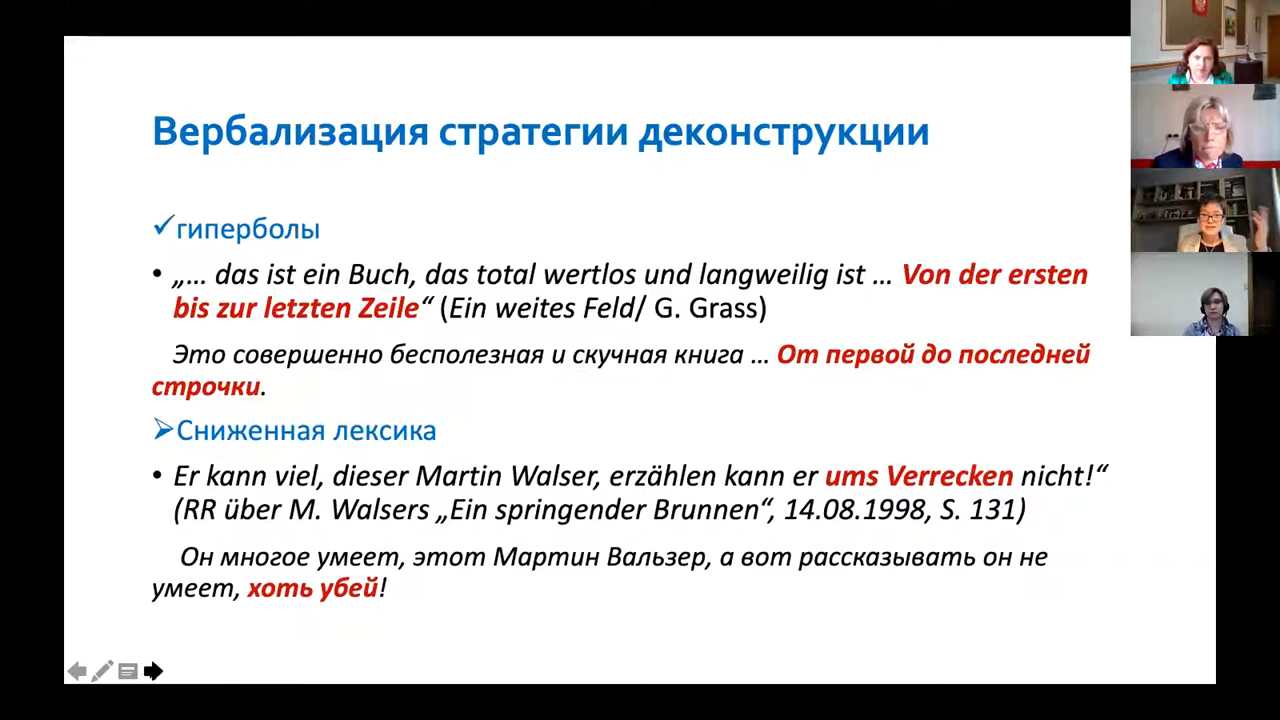 Вербализация стратегии деконструкции
гиперболы
• „… das ist ein Buch, das total wertlos und langweilig ist … Von der ersten
bis zur letzten Zeile“ (Ein weites Feld/ G. Grass)
Это совершенно бесполезная и скучная книга … От первой до последней
строчки.
Сниженная лексика
• Er kann viel, dieser Martin Walser, erzählen kann er ums Verrecken nicht!“
(RR über M. Walsers „Ein springender Brunnen“, 14.08.1998, S. 131)
Он многое умеет, этот Мартин Вальзер, а вот рассказывать он не
умеет, хоть убей!